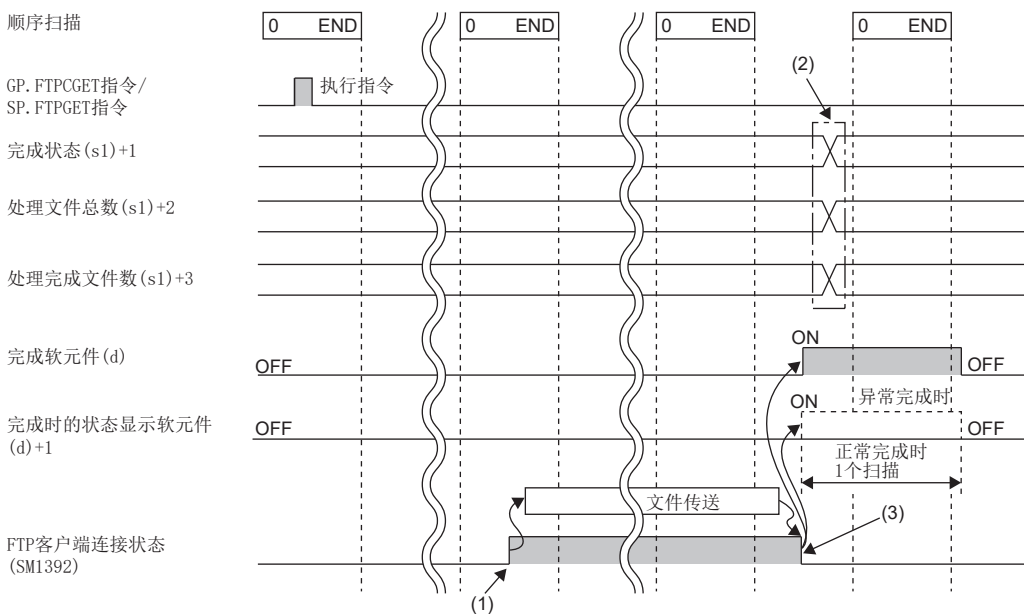 顺序扫描
0 END 0 END 0 END 0 END
GP.FTPCGET指令/
SP.FTPGET指令
执行指令
(2)
完成状态(s1)+1
处理文件总数(s1)+2
处理完成文件数(s1)+3
完成软元件(d)
OFF
ON
OFF
完成时的状态显示软元件
(d)+1
OFF
ON
异常完成时
OFF
正常完成时
1个扫描
文件传送
(3)
FTP客户端连接状态
(SM1392)
(1)